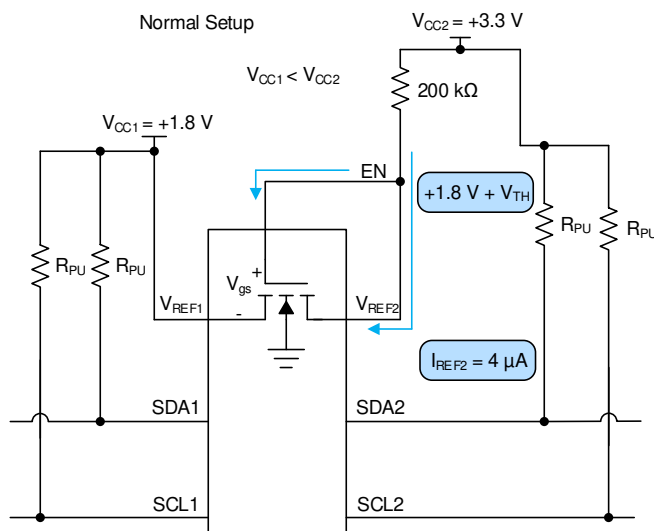 Normal Setup
VCC2 = +3.3 V
VCC1 < VCC2
200 kΩ
VCC1 = +1.8 V
EN
+1.8 V + VTH
RPU
RPU
RPU
RPU
Vgs
+
-
VREF1
VREF2
IREF2 = 4 µA
SDA1
SDA2
SCL1
SCL2